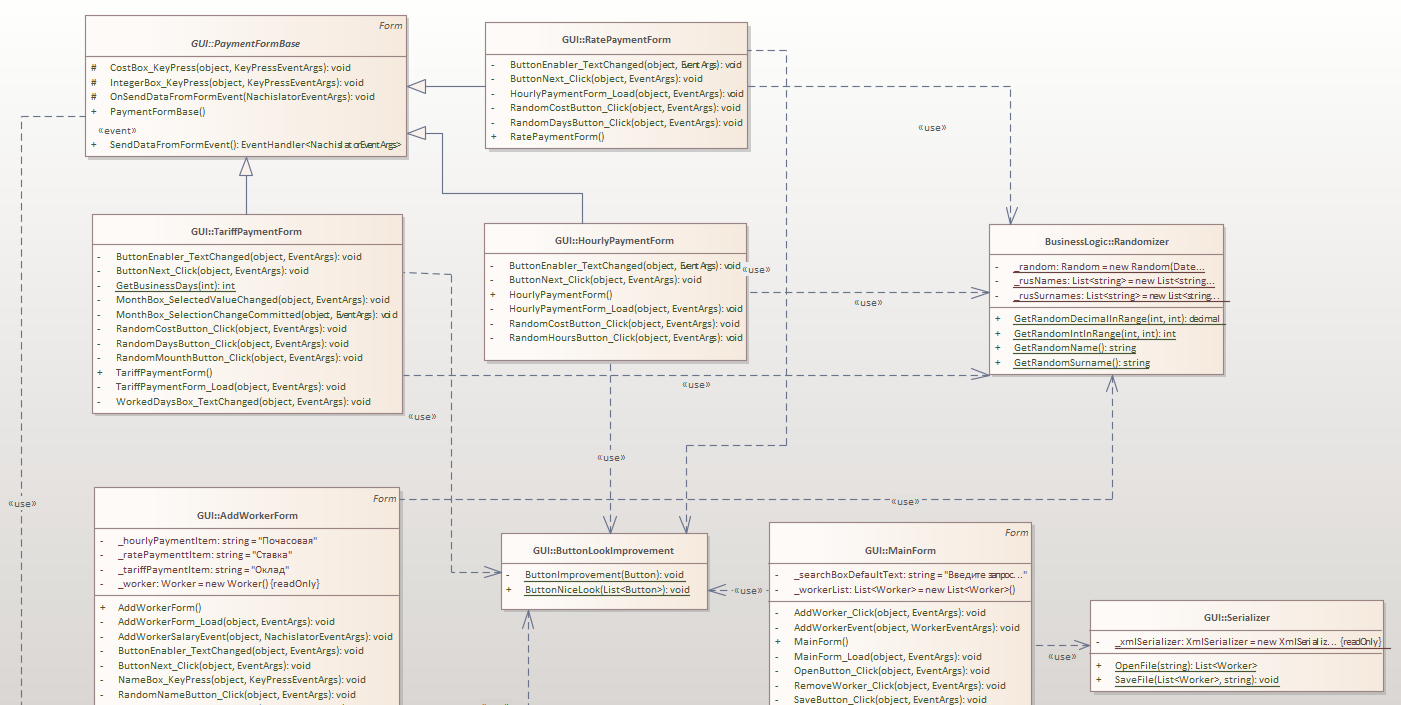 Form
GUI::PaymentFormBase
# CostBox_KeyPress(object, KeyPressEventArgs): void
# IntegerBox_KeyPress(object, KeyPressEventArgs): void
# OnSendDataFromFormEvent(NachislatorEventArgs): void
+ PaymentFormBase()
«event»
+ SendDataFromFormEvent(): EventHandler<NachislatorEventArgs>
GUI::RatePaymentForm
- ButtonEnabler_TextChanged(object, EventArgs): void
- ButtonNext_Click(object, EventArgs): void
- HourlyPaymentForm_Load(object, EventArgs): void
- RandomCostButton_Click(object, EventArgs): void
- RandomDaysButton_Click(object, EventArgs): void
+ RatePaymentForm()
«use»
GUI::TariffPaymentForm
- ButtonEnabler_TextChanged(object, EventArgs): void
- ButtonNext_Click(object, EventArgs): void
- GetBusinessDays(int): int
- MonthBox_SelectedValueChanged(object, EventArgs): void
- MonthBox_SelectionChangeCommitted(object, EventArgs): void
- RandomCostButton_Click(object, EventArgs): void
- RandomDaysButton_Click(object, EventArgs): void
- RandomMounthButton_Click(object, EventArgs): void
+ TariffPaymentForm()
- TariffPaymentForm_Load(object, EventArgs): void
- WorkedDaysBox_TextChanged(object, EventArgs): void
GUI::HourlyPaymentForm
- ButtonEnabler_TextChanged(object, EventArgs): void
- ButtonNext_Click(object, EventArgs): void
+ HourlyPaymentForm()
- HourlyPaymentForm_Load(object, EventArgs): void
- RandomCostButton_Click(object, EventArgs): void
- RandomHoursButton_Click(object, EventArgs): void
«use»
«use»
BusinessLogic::Randomizer
- _random: Random = new Random(Date...
- _rusNames: List<string> = new List<string...
- _rusSurnames: List<string> = new List<string...
+ GetRandomDecimalInRange(int, int): decimal
+ GetRandomIntInRange(int, int): int
+ GetRandomName(): string
+ GetRandomSurname(): string
«use»
«use»
«use»
«use»
«use»
Form
GUI::AddWorkerForm
- _hourlyPaymentItem: string = "Почасовая"
- _ratePaymenttItem: string = "Ставка"
- _tariffPaymentItem: string = "Оклад"
- _worker: Worker = new Worker() {readOnly}
+ AddWorkerForm()
- AddWorkerForm_Load(object, EventArgs): void
- AddWorkerSalaryEvent(object, NachislatorEventArgs): void
- ButtonEnabler_TextChanged(object, EventArgs): void
- ButtonNext_Click(object, EventArgs): void
- NameBox_KeyPress(object, KeyPressEventArgs): void
- RandomNameButton_Click(object, EventArgs): void
GUI::ButtonLookImprovement
- ButtonImprovement(Button): void
+ ButtonNiceLook(List<Button>): void
«use»
Form
GUI::MainForm
- _searchBoxDefaultText: string = "Введите запрос..."
- _workerList: List<Worker> = new List<Worker>()
- AddWorker_Click(object, EventArgs): void
- AddWorkerEvent(object, WorkerEventArgs): void
+ MainForm()
- MainForm_Load(object, EventArgs): void
- OpenButton_Click(object, EventArgs): void
- RemoveWorker_Click(object, EventArgs): void
- SaveButton_Click(object, EventArgs): void
«use»
GUI::Serializer
- _xmlSerializer: XmlSerializer = new XmlSerializ... {readOnly}
+ OpenFile(string): List<Worker>
+ SaveFile(List<Worker>, string): void